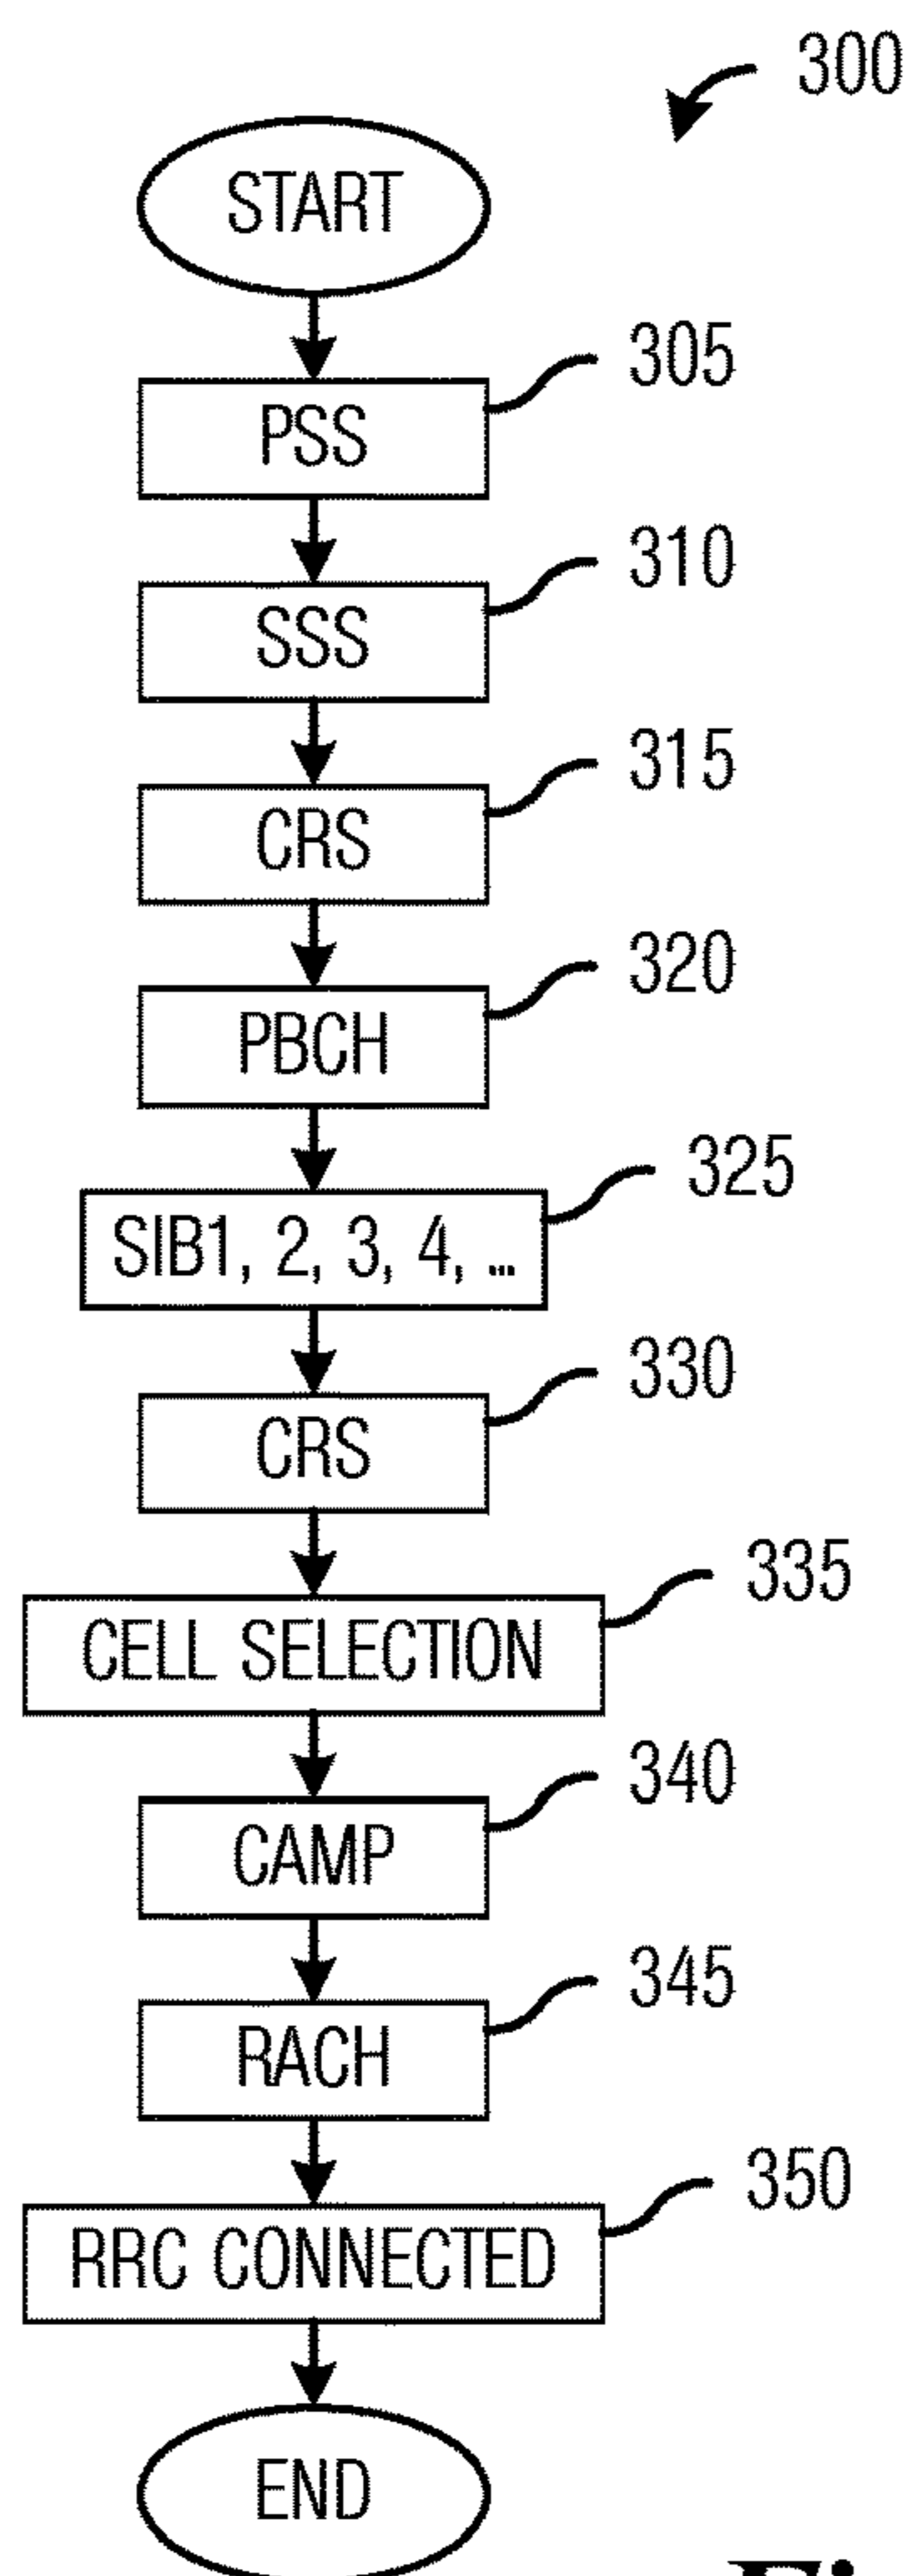 300
START
305
PSS
310
SSS
315
CRS
320
PBCH
325
SIB1, 2, 3, 4, ...
330
CRS
335
CELL SELECTION
340
CAMP
345
RACH
350
RRC CONNECTED
END